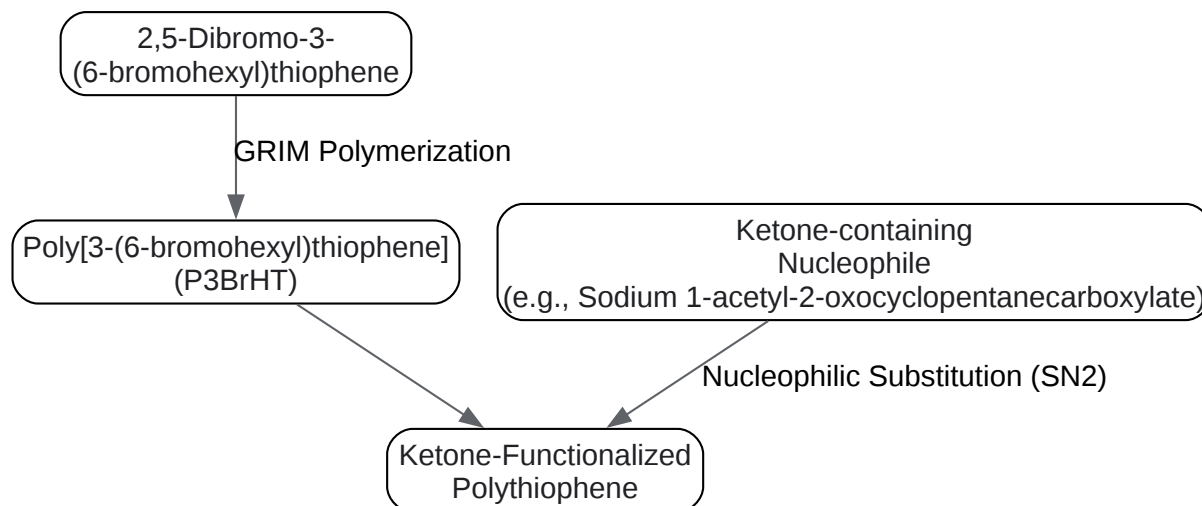 2,5-Dibromo-3-
(6-bromohexyl)thiophene
GRIM Polymerization
Poly[3-(6-bromohexyl)thiophene]
(P3BrHT)
Ketone-containing
Nucleophile
(e.g., Sodium 1-acetyl-2-oxocyclopentanecarboxylate)
Nucleophilic Substitution (SN2)
Ketone-Functionalized
Polythiophene